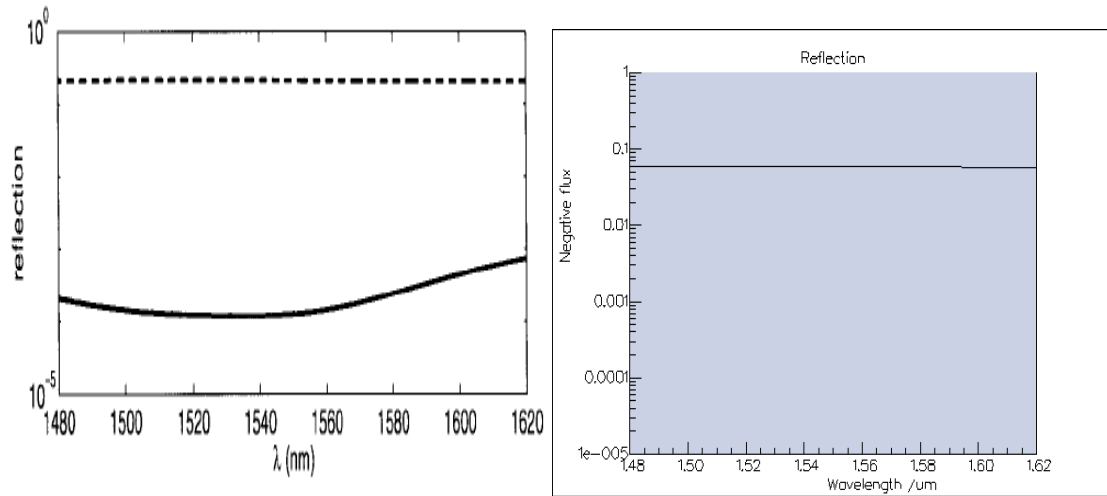 10^0
reflection
10^-5
1480 1500 1520 1540 1560 1580 1600 1620
λ (nm)
Reflection
Negative flux
1
0.1
0.01
0.001
0.0001
1e-005
1.48 1.50 1.52 1.54 1.56 1.58 1.60 1.62
Wavelength /um